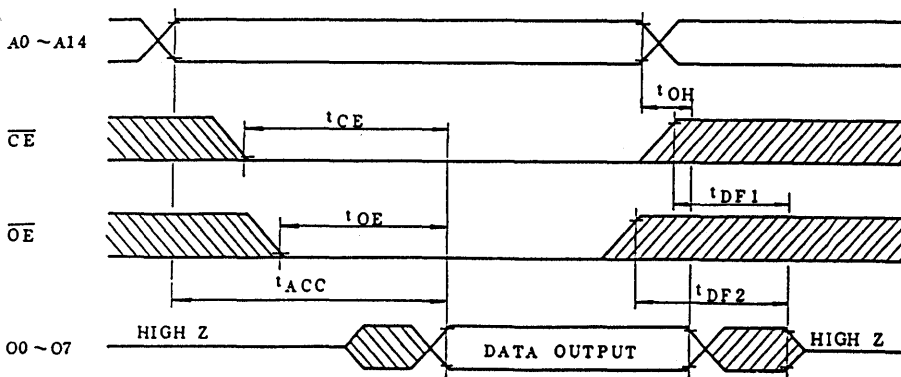 A0 ~ A14
tOH
tCE
CE
tDF1
tOE
OE
tACC
tDF2
HIGH Z
O0 ~ O7
DATA OUTPUT
HIGH Z